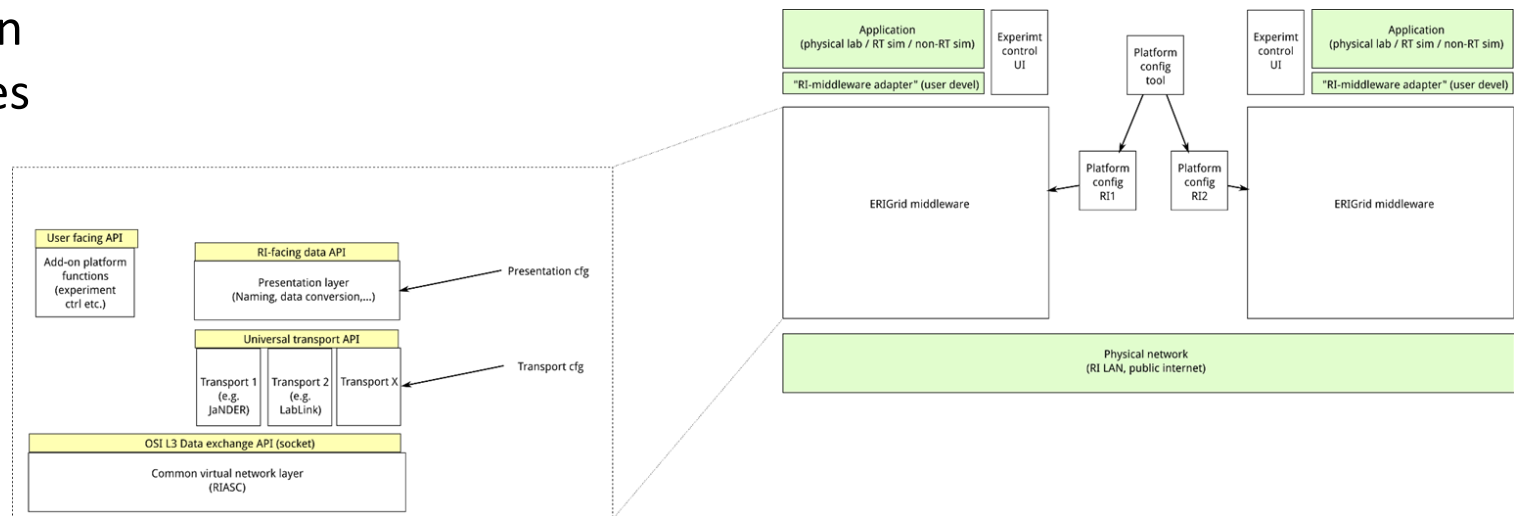 n
es
User facing API
Add-on platform
functions
(experiment
ctrl etc.)
RI-facing data API
Presentation layer
(Naming, data conversion,...)
Presentation cfg
Universal transport API
Transport 1
(e.g.
JaNDER)
Transport 2
(e.g.
LabLink)
Transport X
Transport cfg
OSI L3 Data exchange API (socket)
Common virtual network layer
(RIASC)
Application
(physical lab / RT sim / non-RT sim)
"RI-middleware adapter" (user devel)
Experimt
control
UI
Platform
config
tool
Experimt
control
UI
Application
(physical lab / RT sim / non-RT sim)
"RI-middleware adapter" (user devel)
ERIGrid middleware
Platform
config
RI1
Platform
config
RI2
ERIGrid middleware
Physical network
(RI LAN, public internet)